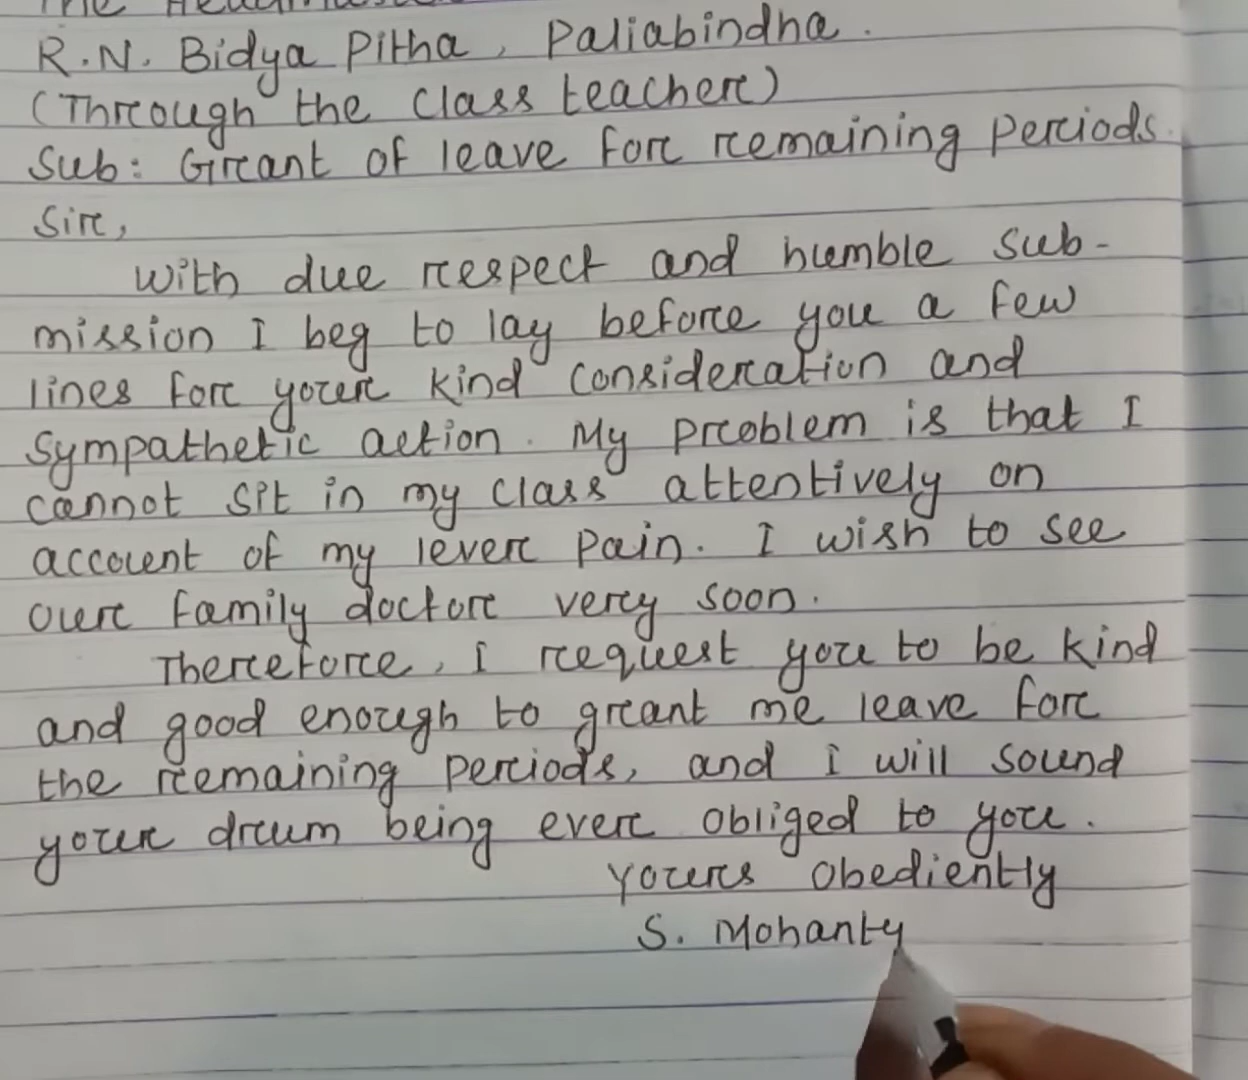 The Headmaster
R.N. Bidya Pitha, Paliabindha.
(Through the class teacher)
Sub: Grant of leave for remaining periods.
Sir,
With due respect and humble sub-
mission I beg to lay before you a few
lines for your kind consideration and
sympathetic action. My problem is that I
cannot sit in my class attentively on
account of my lever pain. I wish to see
our family doctor very soon.
Therefore, I request you to be kind
and good enough to grant me leave for
the remaining periods, and I will sound
your drum being ever obliged to you.
Yours obediently
S. Mohanty